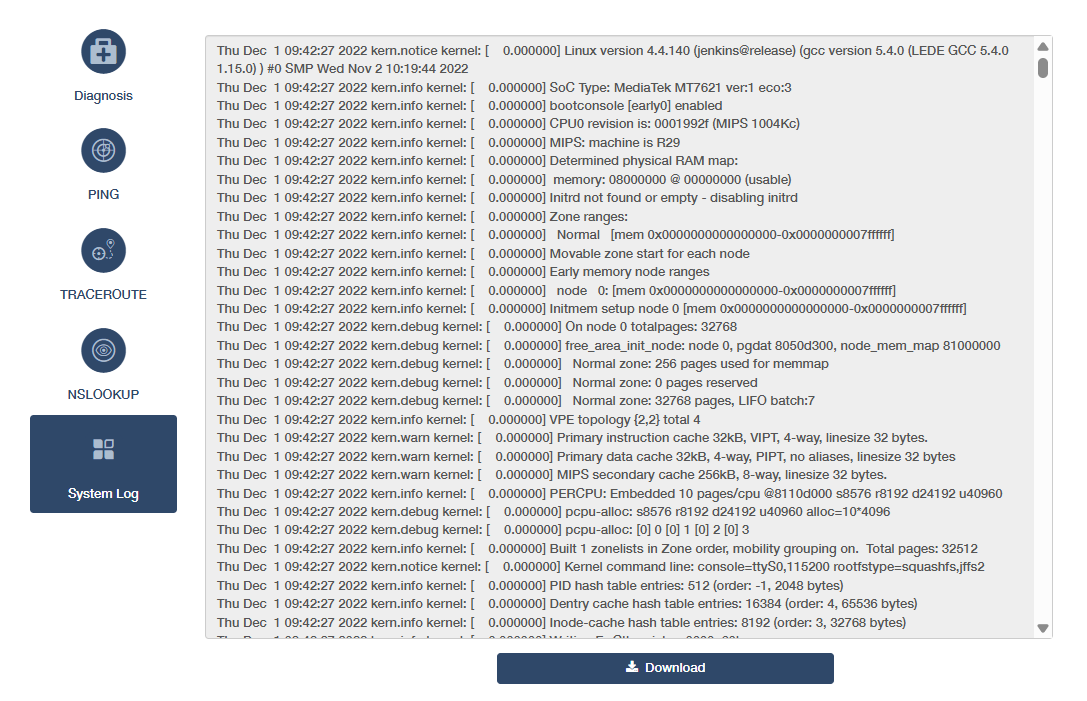 Diagnosis
PING
TRACEROUTE
NSLOOKUP
System Log
Thu Dec  1 09:42:27 2022 kern.notice kernel: [    0.000000] Linux version 4.4.140 (jenkins@release) (gcc version 5.4.0 (LEDE GCC 5.4.0
1.15.0) ) #0 SMP Wed Nov 2 10:19:44 2022
Thu Dec  1 09:42:27 2022 kern.info kernel: [    0.000000] SoC Type: MediaTek MT7621 ver:1 eco:3
Thu Dec  1 09:42:27 2022 kern.info kernel: [    0.000000] bootconsole [early0] enabled
Thu Dec  1 09:42:27 2022 kern.info kernel: [    0.000000] CPU0 revision is: 0001992f (MIPS 1004Kc)
Thu Dec  1 09:42:27 2022 kern.info kernel: [    0.000000] MIPS: machine is R29
Thu Dec  1 09:42:27 2022 kern.info kernel: [    0.000000] Determined physical RAM map:
Thu Dec  1 09:42:27 2022 kern.info kernel: [    0.000000]  memory: 08000000 @ 00000000 (usable)
Thu Dec  1 09:42:27 2022 kern.info kernel: [    0.000000] Initrd not found or empty - disabling initrd
Thu Dec  1 09:42:27 2022 kern.info kernel: [    0.000000] Zone ranges:
Thu Dec  1 09:42:27 2022 kern.info kernel: [    0.000000]   Normal   [mem 0x0000000000000000-0x0000000007ffffff]
Thu Dec  1 09:42:27 2022 kern.info kernel: [    0.000000] Movable zone start for each node
Thu Dec  1 09:42:27 2022 kern.info kernel: [    0.000000] Early memory node ranges
Thu Dec  1 09:42:27 2022 kern.info kernel: [    0.000000]   node   0: [mem 0x0000000000000000-0x0000000007ffffff]
Thu Dec  1 09:42:27 2022 kern.info kernel: [    0.000000] Initmem setup node 0 [mem 0x0000000000000000-0x0000000007ffffff]
Thu Dec  1 09:42:27 2022 kern.debug kernel: [    0.000000] On node 0 totalpages: 32768
Thu Dec  1 09:42:27 2022 kern.debug kernel: [    0.000000] free_area_init_node: node 0, pgdat 8050d300, node_mem_map 81000000
Thu Dec  1 09:42:27 2022 kern.debug kernel: [    0.000000]   Normal zone: 256 pages used for memmap
Thu Dec  1 09:42:27 2022 kern.debug kernel: [    0.000000]   Normal zone: 0 pages reserved
Thu Dec  1 09:42:27 2022 kern.debug kernel: [    0.000000]   Normal zone: 32768 pages, LIFO batch:7
Thu Dec  1 09:42:27 2022 kern.info kernel: [    0.000000] VPE topology {2,2} total 4
Thu Dec  1 09:42:27 2022 kern.warn kernel: [    0.000000] Primary instruction cache 32kB, VIPT, 4-way, linesize 32 bytes.
Thu Dec  1 09:42:27 2022 kern.warn kernel: [    0.000000] Primary data cache 32kB, 4-way, PIPT, no aliases, linesize 32 bytes
Thu Dec  1 09:42:27 2022 kern.warn kernel: [    0.000000] MIPS secondary cache 256kB, 8-way, linesize 32 bytes.
Thu Dec  1 09:42:27 2022 kern.info kernel: [    0.000000] PERCPU: Embedded 10 pages/cpu @8110d000 s8576 r8192 d24192 u40960
Thu Dec  1 09:42:27 2022 kern.debug kernel: [    0.000000] pcpu-alloc: s8576 r8192 d24192 u40960 alloc=10*4096
Thu Dec  1 09:42:27 2022 kern.debug kernel: [    0.000000] pcpu-alloc: [0] 0 [0] 1 [0] 2 [0] 3
Thu Dec  1 09:42:27 2022 kern.info kernel: [    0.000000] Built 1 zonelists in Zone order, mobility grouping on.  Total pages: 32512
Thu Dec  1 09:42:27 2022 kern.notice kernel: [    0.000000] Kernel command line: console=ttyS0,115200 rootfstype=squashfs,jffs2
Thu Dec  1 09:42:27 2022 kern.info kernel: [    0.000000] PID hash table entries: 512 (order: -1, 2048 bytes)
Thu Dec  1 09:42:27 2022 kern.info kernel: [    0.000000] Dentry cache hash table entries: 16384 (order: 4, 65536 bytes)
Thu Dec  1 09:42:27 2022 kern.info kernel: [    0.000000] Inode-cache hash table entries: 8192 (order: 3, 32768 bytes)
Download